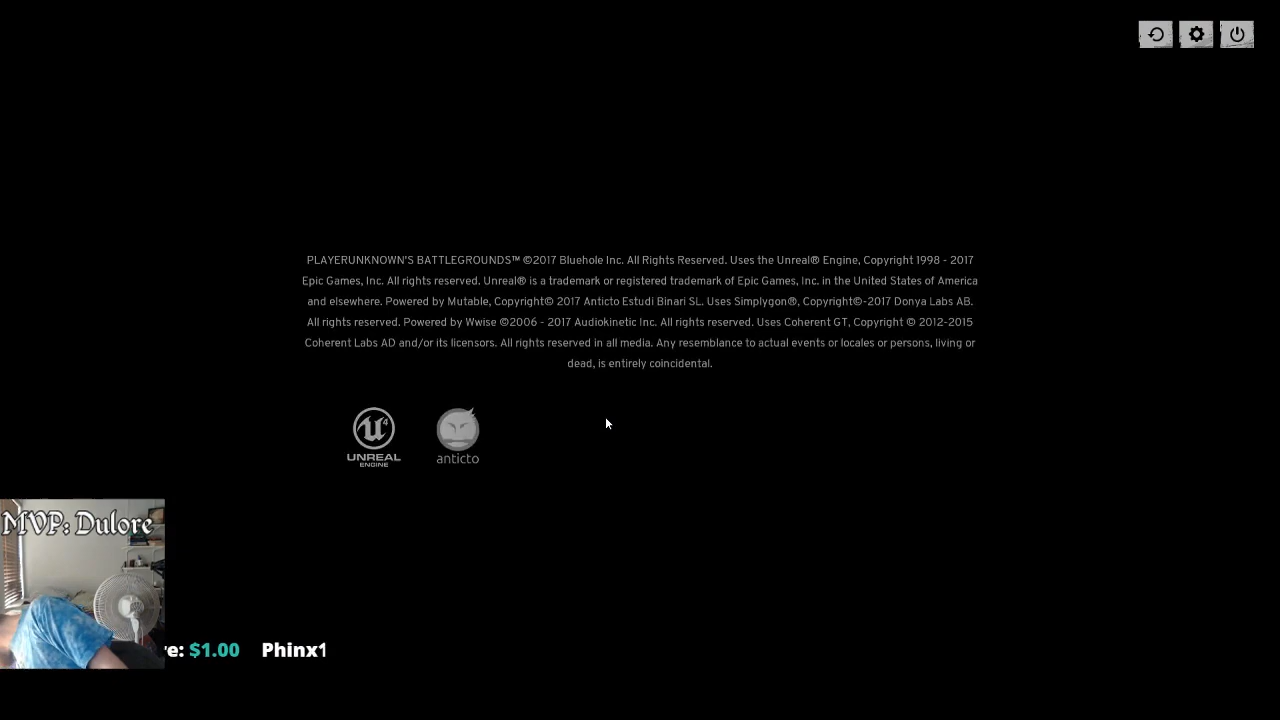 PLAYERUNKNOWN'S BATTLEGROUNDS™ ©2017 Bluehole Inc. All Rights Reserved. Uses the Unreal® Engine, Copyright 1998 - 2017
Epic Games, Inc. All rights reserved. Unreal® is a trademark or registered trademark of Epic Games, Inc. in the United States of America
and elsewhere. Powered by Mutable, Copyright© 2017 Anticto Estudi Binari SL. Uses Simplygon®, Copyright©-2017 Donya Labs AB.
All rights reserved. Powered by Wwise ©2006 - 2017 Audiokinetic Inc. All rights reserved. Uses Coherent GT, Copyright © 2012-2015
Coherent Labs AD and/or its licensors. All rights reserved in all media. Any resemblance to actual events or locales or persons, living or
dead, is entirely coincidental.
U4
UNREAL
ENGINE
anticto
MVP: Dulore
re: $1.00 Phinx1